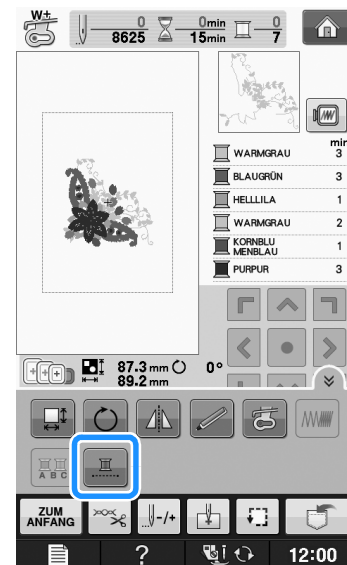 W+
0
8625
0min
15min
0
7
min
WARMGRAU 3
BLAUGRÜN 3
HELLLILA 1
WARMGRAU 2
KORNBLU
MENBLAU 1
PURPUR 3
87.3 mm 0°
89.2 mm
A B C
ZUM
ANFANG
-/+
?
12:00